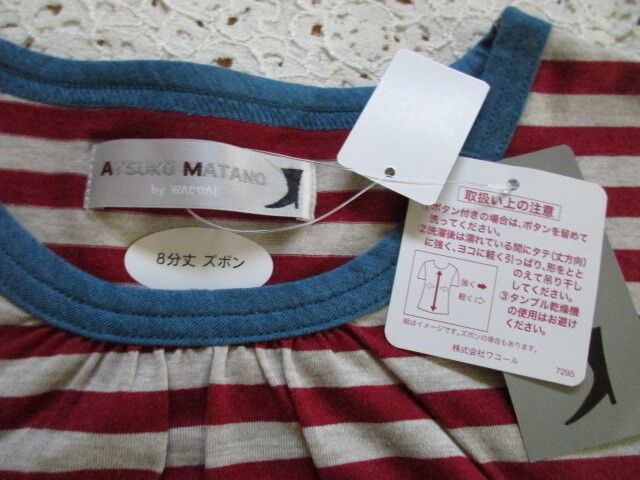 ATSUKO MATANO
by WACOAL
8分丈 ズボン
取扱い上の注意
①ボタン付きの場合は、ボタンを留めて
洗ってください。
②洗濯後は濡れている間にタテ(丈方向)
に強く、ヨコに軽く引っぱり、形をとと
のえて吊り干し
してください。
③タンブル乾燥機
の使用はお避け
ください。
強く
軽く
絵はイメージです。ズボンの場合もあります。
株式会社ワコール
7295